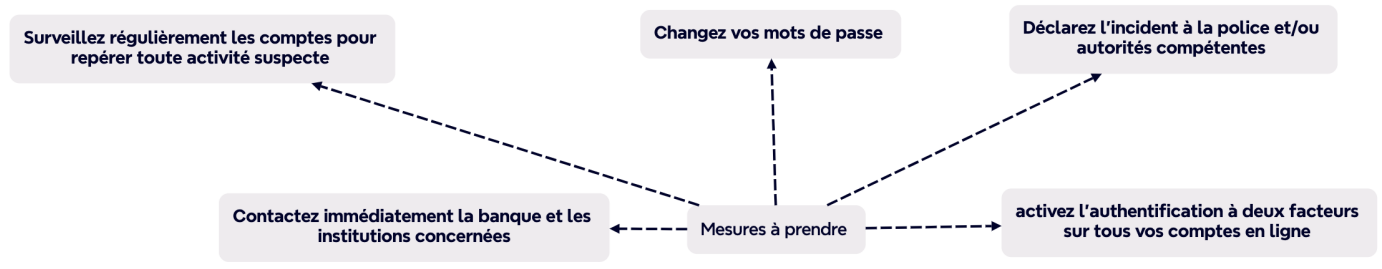 Surveillez régulièrement les comptes pour
repérer toute activité suspecte
Changez vos mots de passe
Déclarez l'incident à la police et/ou
autorités compétentes
Contactez immédiatement la banque et les
institutions concernées
Mesures à prendre
activez l'authentification à deux facteurs
sur tous vos comptes en ligne